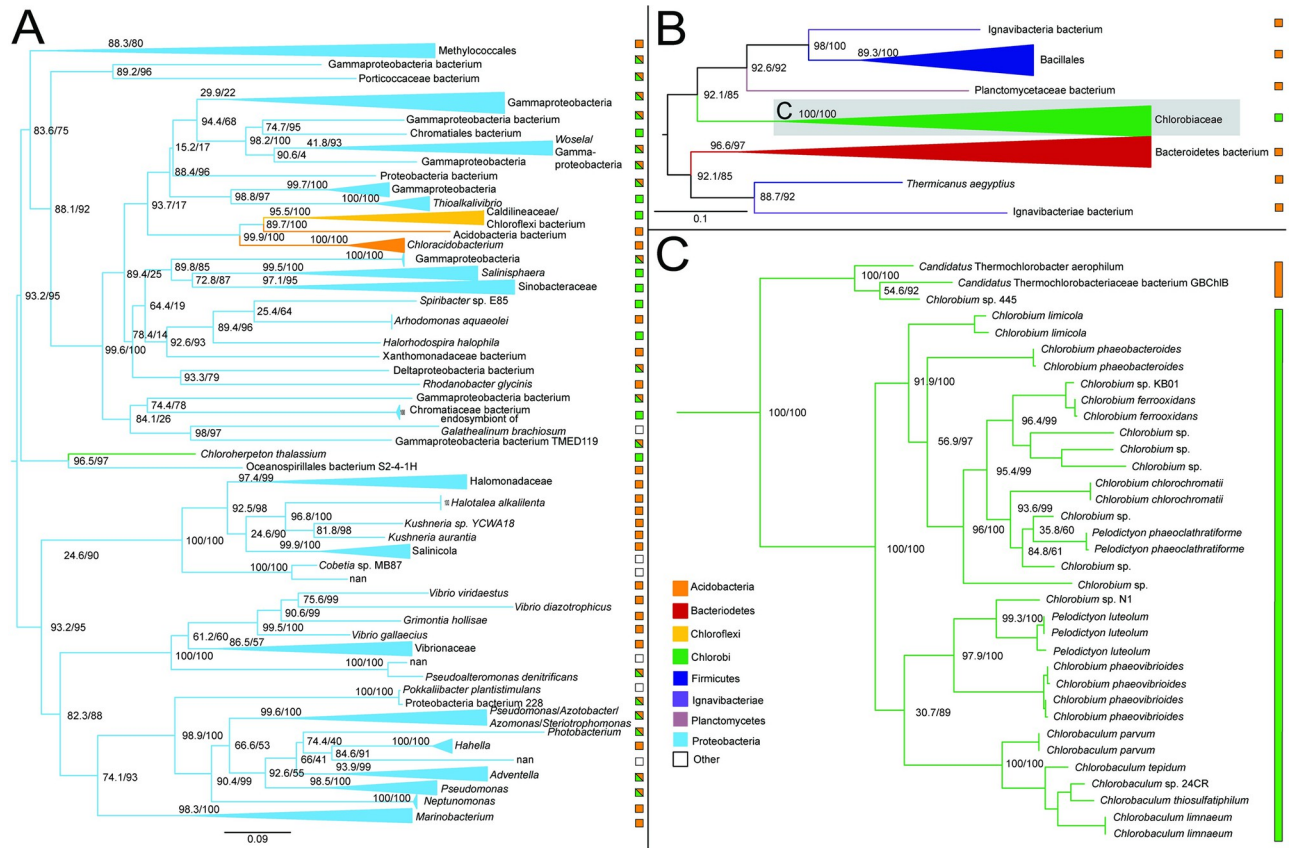 A
88.3/80
Methylococcales
Gammaproteobacteria bacterium
89.2/96
Porticoccaceae bacterium
29.9/22
Gammaproteobacteria
94.4/68
Gammaproteobacteria bacterium
74.7/95
83.6/75
Chromatiales bacterium
98.2/100
41.8/93
Wosela/
Gamma-
proteobacteria
15.2/17
90.6/4
Gammaproteobacteria
88.4/96
Proteobacteria bacterium
99.7/100
Gammaproteobacteria
98.8/97
100/100
Thioalkalivibrio
88.1/92
93.7/17
95.5/100
Caldilineaceae/
Chloroflexi bacterium
89.7/100
Acidobacteria bacterium
99.9/100
100/100
Chloracidobacterium
100/100
Gammaproteobacteria
89.4/25
89.8/85
99.5/100
Salinisphaera
72.8/87
97.1/95
Sinobacteraceae
93.2/95
64.4/19
Spiribacter sp. E85
25.4/64
Arhodomonas aquaeolei
89.4/96
78.4/14
92.6/93
Halorhodospira halophila
99.6/100
Xanthomonadaceae bacterium
Deltaproteobacteria bacterium
93.3/79
Rhodanobacter glycinis
Gammaproteobacteria bacterium
74.4/78
Chromatiaceae bacterium
84.1/26
endosymbiont of
Galathealinum brachiosum
98/97
Gammaproteobacteria bacterium TMED119
Chloroherpeton thalassium
96.5/97
Oceanospirillales bacterium S2-4-1H
97.4/99
Halomonadaceae
92.5/98
Halotalea alkalilenta
96.8/100
Kushneria sp. YCWA18
24.6/90
81.8/98
Kushneria aurantia
100/100
99.9/100
Salinicola
24.6/90
100/100
Cobetia sp. MB87
nan
Vibrio viridaestus
75.6/99
Vibrio diazotrophicus
90.6/99
Grimontia hollisae
93.2/95
99.5/100
61.2/60
Vibrio gallaecius
86.5/57
Vibrionaceae
100/100
100/100
nan
Pseudoalteromonas denitrificans
100/100
Pokkaliibacter plantistimulans
Proteobacteria bacterium 228
82.3/88
99.6/100
Pseudomonas/Azotobacter/
Azomonas/Steriotrophomonas
98.9/100
Photobacterium
66.6/53
74.4/40
100/100
Hahella
84.6/91
66/41
nan
92.6/55
93.9/99
Adventella
74.1/93
90.4/99
98.5/100
Pseudomonas
100/100
Neptunomonas
98.3/100
Marinobacterium
0.09
B
Ignavibacteria bacterium
98/100
89.3/100
Bacillales
92.6/92
Planctomycetaceae bacterium
92.1/85
C
100/100
Chlorobiaceae
96.6/97
Bacteroidetes bacterium
92.1/85
Thermicanus aegyptius
88.7/92
0.1
Ignavibacteriae bacterium
C
Candidatus Thermochlorobacter aerophilum
100/100
Candidatus Thermochlorobacteriaceae bacterium GBChlB
54.6/92
Chlorobium sp. 445
Chlorobium limicola
Chlorobium limicola
Chlorobium phaeobacteroides
Chlorobium phaeobacteroides
91.9/100
Chlorobium sp. KB01
Chlorobium ferrooxidans
100/100
96.4/99
Chlorobium ferrooxidans
Chlorobium sp.
56.9/97
Chlorobium sp.
Chlorobium sp.
95.4/99
Chlorobium chlorochromatii
Chlorobium chlorochromatii
93.6/99
Chlorobium sp.
96/100
35.8/60
Pelodictyon phaeoclathratiforme
84.8/61
Pelodictyon phaeoclathratiforme
100/100
Chlorobium sp.
Chlorobium sp.
Chlorobium sp. N1
99.3/100
Pelodictyon luteolum
Pelodictyon luteolum
Pelodictyon luteolum
97.9/100
Chlorobium phaeovibrioides
Chlorobium phaeovibrioides
Chlorobium phaeovibrioides
Chlorobium phaeovibrioides
30.7/89
Chlorobaculum parvum
Chlorobaculum parvum
100/100
Chlorobaculum tepidum
Chlorobaculum sp. 24CR
Chlorobaculum thiosulfatiphilum
Chlorobaculum limnaeum
Chlorobaculum limnaeum
Acidobacteria
Bacteriodetes
Chloroflexi
Chlorobi
Firmicutes
Ignavibacteriae
Planctomycetes
Proteobacteria
Other